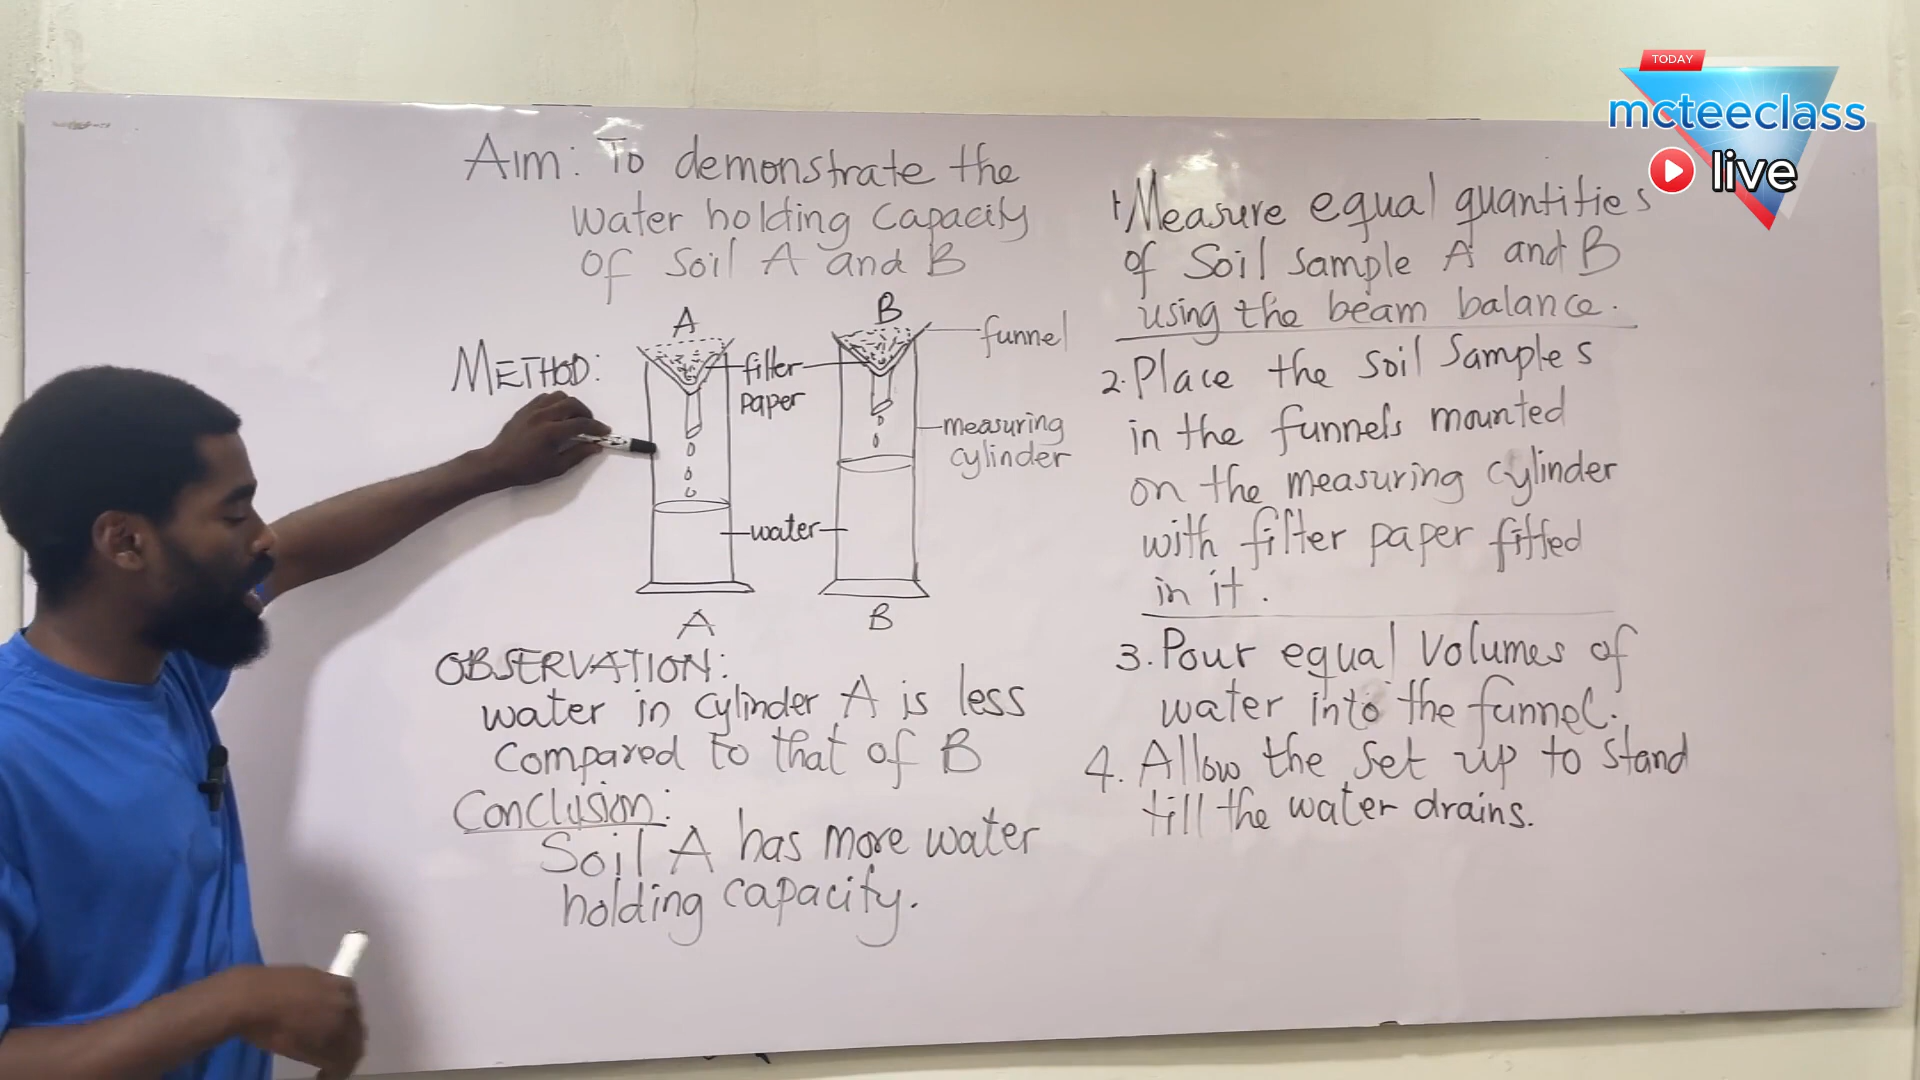 TODAY
mcteeclass
live
Aim: To demonstrate the
water holding capacity
of soil A and B
METHOD:
A
B
funnel
filter
paper
measuring
cylinder
water
A
B
OBSERVATION:
water in cylinder A is less
compared to that of B
Conclusion:
Soil A has more water
holding capacity.
1. Measure equal quantities
of Soil sample A and B
using the beam balance.
2. Place the soil samples
in the funnels mounted
on the measuring cylinder
with filter paper fitted
in it.
3. Pour equal volumes of
water into the funnel.
4. Allow the set up to stand
till the water drains.